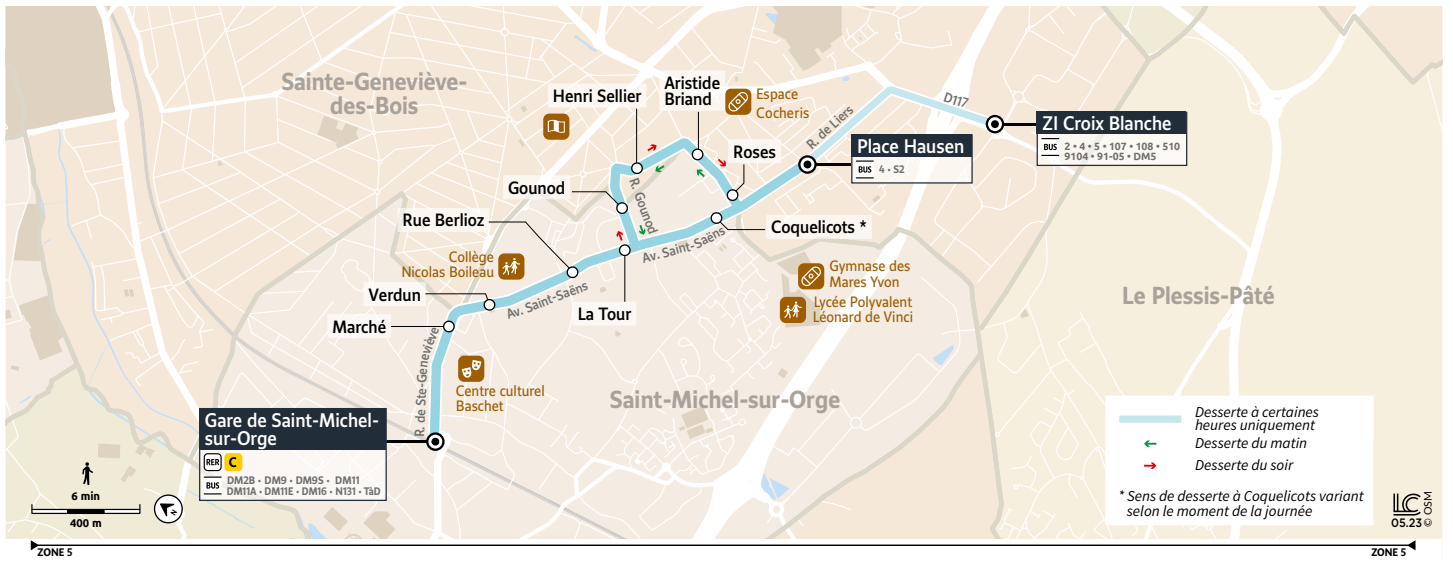 Sainte-Geneviève-
des-Bois
Henri Sellier
Aristide
Briand
Espace
Cocheris
R. de Liers
D117
ZI Croix Blanche
BUS 2 • 4 • 5 • 107 • 108 • 510
9104 • 91-05 • DM5
Place Hausen
BUS 4 • S2
Roses
Gounod
R. Gounod
Rue Berlioz
Coquelicots *
Av. Saint-Saëns
Collège
Nicolas Boileau
Gymnase des
Mares Yvon
Verdun
Av. Saint-Saëns
La Tour
Lycée Polyvalent
Léonard de Vinci
Le Plessis-Pâté
Marché
R. de Ste-Geneviève
Centre culturel
Baschet
Saint-Michel-sur-Orge
Gare de Saint-Michel-
sur-Orge
RER C
BUS DM2B • DM9 • DM9S • DM11
DM11A • DM11E • DM16 • N131 • TàD
Desserte à certaines
heures uniquement
Desserte du matin
Desserte du soir
* Sens de desserte à Coquelicots variant
selon le moment de la journée
6 min
400 m
LC
05.23 © OSM
ZONE 5
ZONE 5